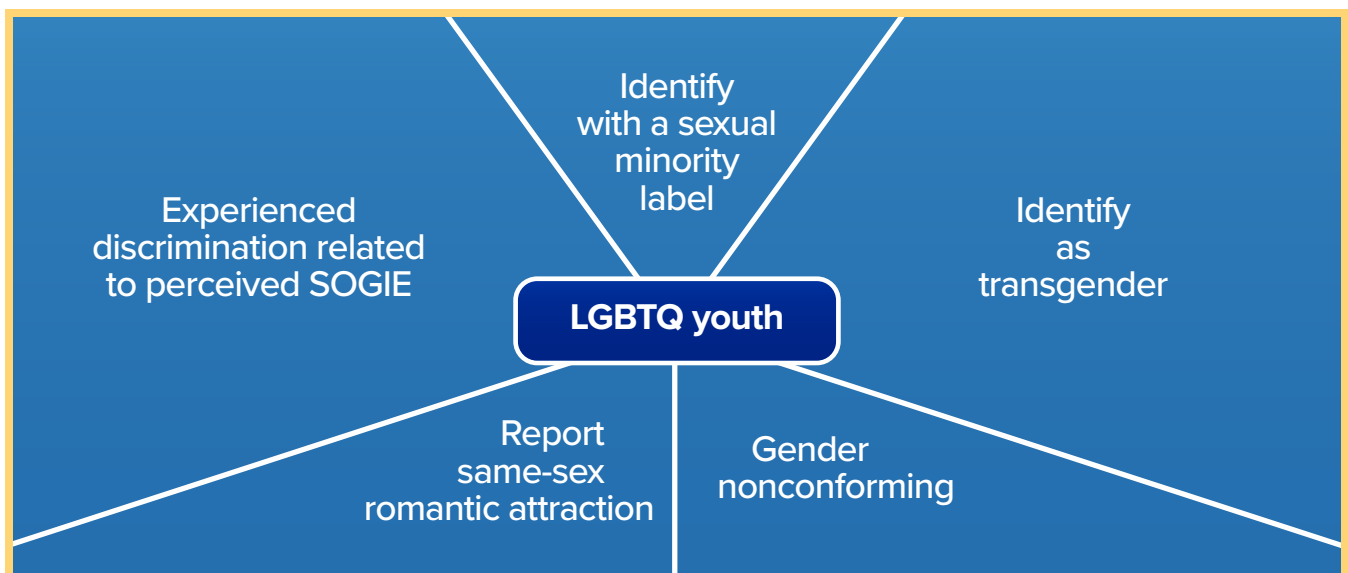 Identify
with a sexual
minority
label
Experienced
discrimination related
to perceived SOGIE
Identify
as
transgender
LGBTQ youth
Report
same-sex
romantic attraction
Gender
nonconforming